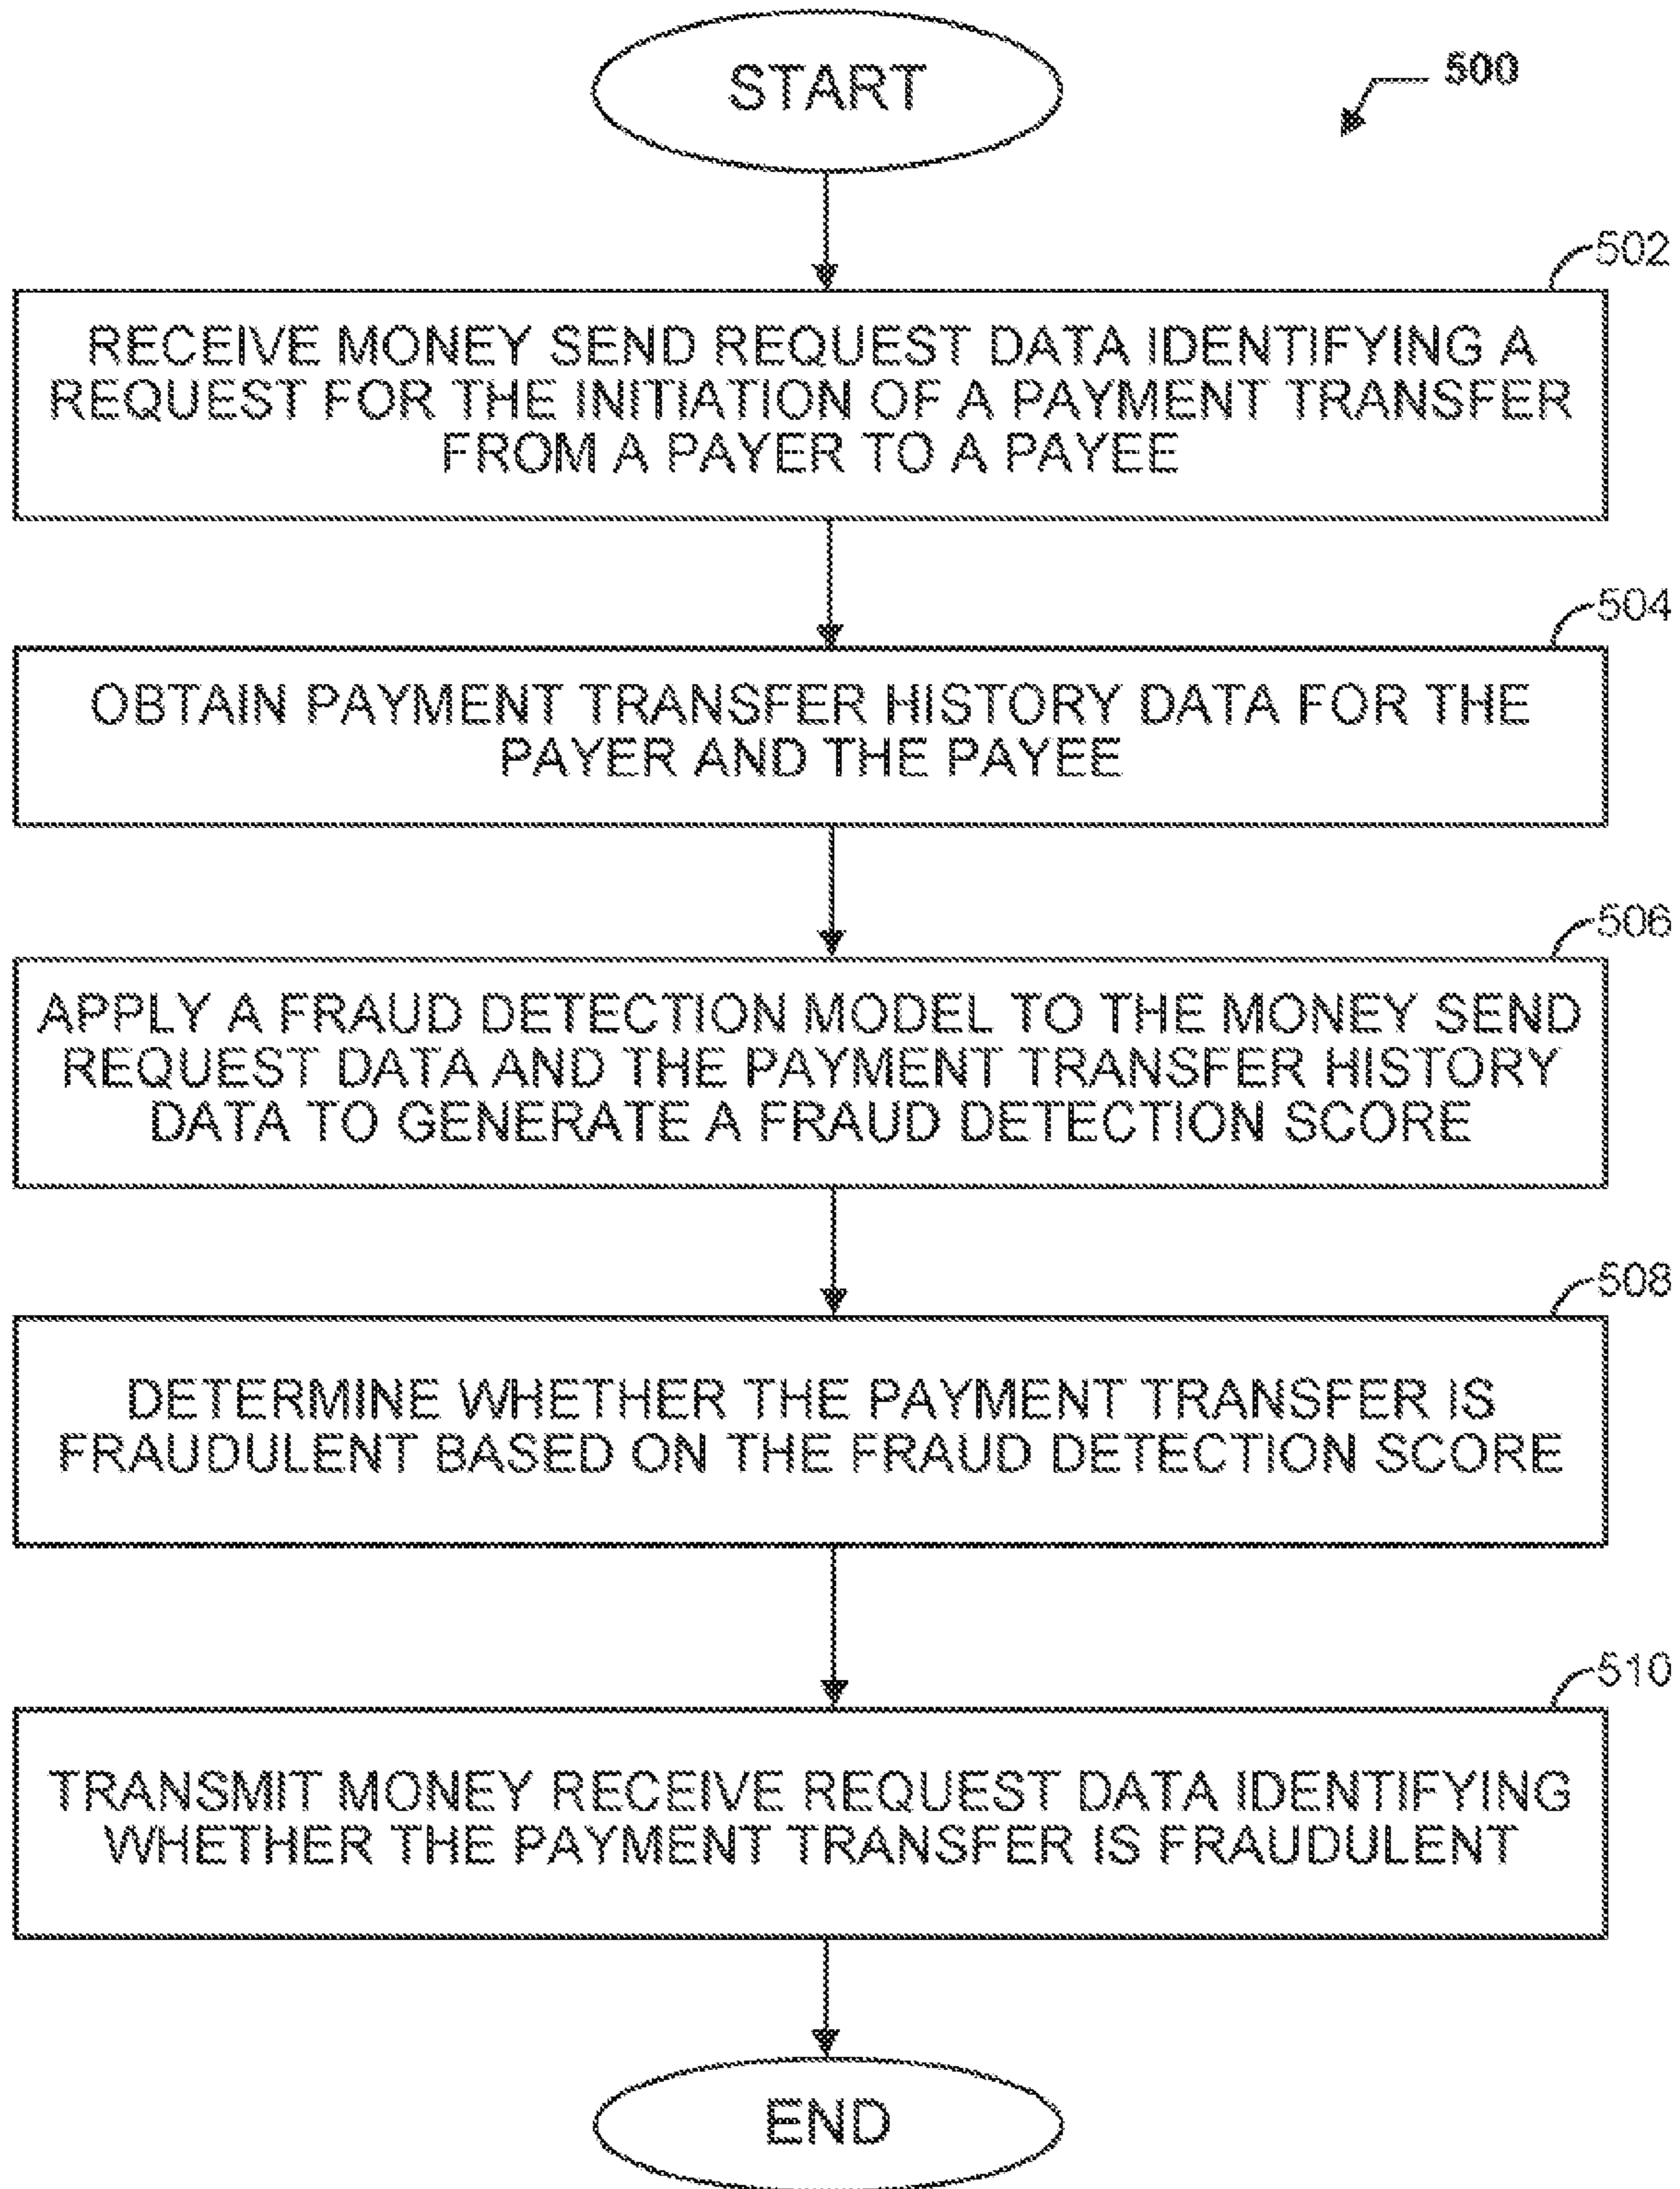 START
500
502
RECEIVE MONEY SEND REQUEST DATA IDENTIFYING A
REQUEST FOR THE INITIATION OF A PAYMENT TRANSFER
FROM A PAYER TO A PAYEE
504
OBTAIN PAYMENT TRANSFER HISTORY DATA FOR THE
PAYER AND THE PAYEE
506
APPLY A FRAUD DETECTION MODEL TO THE MONEY SEND
REQUEST DATA AND THE PAYMENT TRANSFER HISTORY
DATA TO GENERATE A FRAUD DETECTION SCORE
508
DETERMINE WHETHER THE PAYMENT TRANSFER IS
FRAUDULENT BASED ON THE FRAUD DETECTION SCORE
510
TRANSMIT MONEY RECEIVE REQUEST DATA IDENTIFYING
WHETHER THE PAYMENT TRANSFER IS FRAUDULENT
END